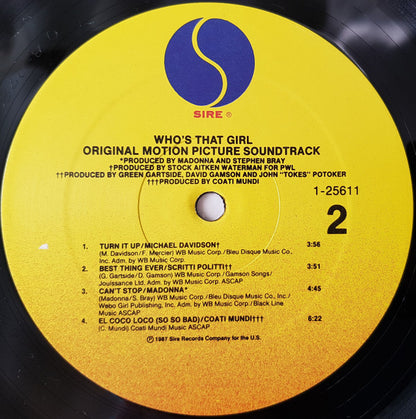 SIRE ®
WHO'S THAT GIRL
ORIGINAL MOTION PICTURE SOUNDTRACK
*PRODUCED BY MADONNA AND STEPHEN BRAY
†PRODUCED BY STOCK AITKEN WATERMAN FOR PWL
††PRODUCED BY GREEN GARTSIDE, DAVID GAMSON AND JOHN "TOKES" POTOKER
†††PRODUCED BY COATI MUNDI
1-25611
2
1. TURN IT UP/MICHAEL DAVIDSON† 3:56
(M. Davidson/F. Mercier) WB Music Corp./Bleu Disque Music Co.,
Inc. Adm. by WB Music Corp.
2. BEST THING EVER/SCRITTI POLITTI†† 3:51
(G. Gartside/D. Gamson) WB Music Corp./Gamson Songs/
Jouissance Ltd. Adm. by WB Music Corp. ASCAP
3. CAN'T STOP/MADONNA* 4:45
(Madonna/S. Bray) WB Music Corp./Bleu Disque Music Co., Inc./
Webo Girl Publishing, Inc. Adm. by WB Music Corp./Black Line
Music ASCAP
4. EL COCO LOCO (SO SO BAD)/COATI MUNDI††† 6:22
(C. Mundi) Coati Mundi Music ASCAP
℗ 1987 Sire Records Company for the U.S.